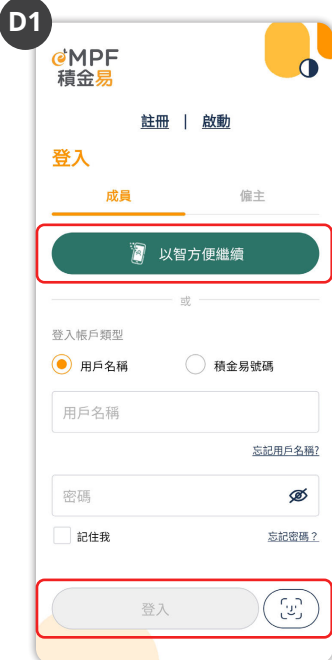 D1
eMPF
積金易
註冊 | 啟動
登入
成員 僱主
以智方便繼續
或
登入帳戶類型
用戶名稱 積金易號碼
用戶名稱
忘記用戶名稱?
密碼
記住我 忘記密碼？
登入